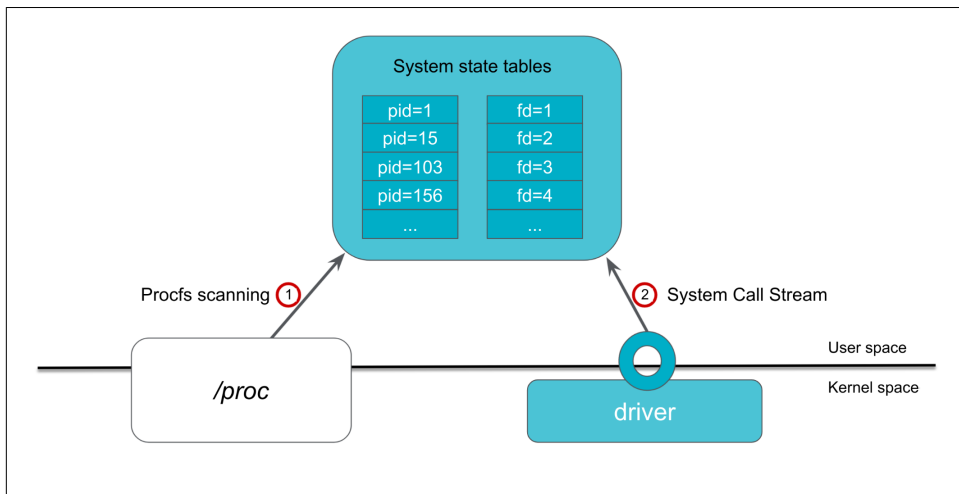 System state tables
pid=1
pid=15
pid=103
pid=156
...
fd=1
fd=2
fd=3
fd=4
...
Procfs scanning 1
2 System Call Stream
User space
Kernel space
/proc
driver